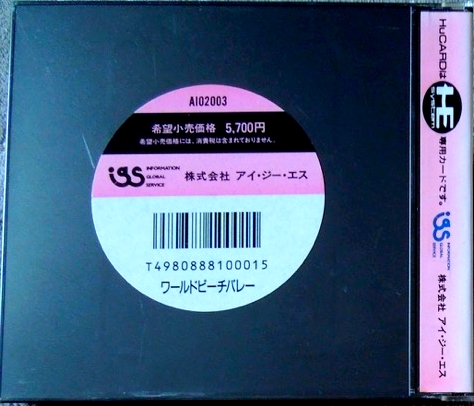 AI02003
希望小売価格 5,700円
希望小売価格には、消費税は含まれておりません。
igs
INFORMATION
GLOBAL
SERVICE
株式会社 アイ・ジー・エス
T4980888100015
ワールドビーチバレー
HuCARDは HE SYSTEM 専用カードです。
igs
INFORMATION
GLOBAL
SERVICE
株式会社 アイ・ジー・エス